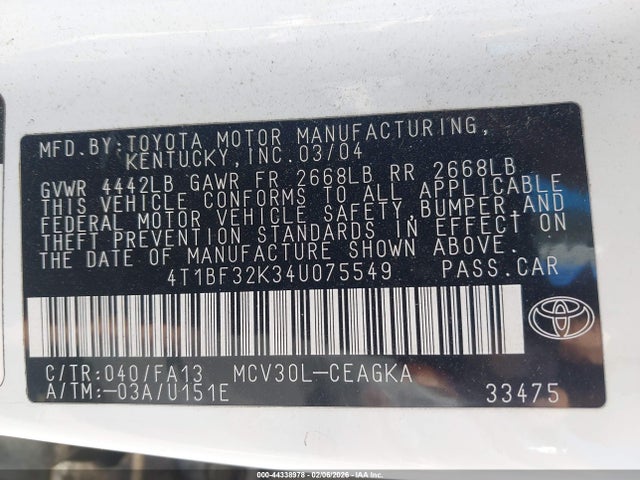 MFD.BY:TOYOTA MOTOR MANUFACTURING,
KENTUCKY,INC.03/04
GVWR 4442LB GAWR FR 2668LB RR 2668LB
THIS VEHICLE CONFORMS TO ALL APPLICABLE
FEDERAL MOTOR VEHICLE SAFETY,BUMPER,AND
THEFT PREVENTION STANDARDS IN EFFECT ON
THE DATE OF MANUFACTURE SHOWN ABOVE.
4T1BF32K34U075549 PASS.CAR
C/TR:040/FA13 MCV30L-CEAGKA
A/TM:-03A/U151E 33475
000-44338978 - 02/06/2026 - IAAI.COM